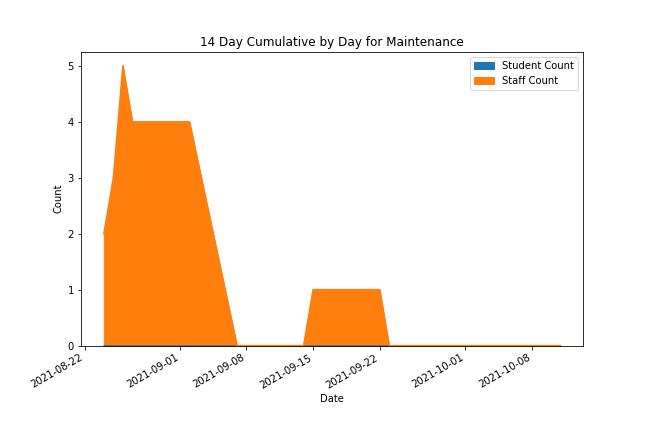 14 Day Cumulative by Day for Maintenance
Student Count
Staff Count
5
4
3
2
1
0
Count
2021-08-22
2021-09-01
2021-09-08
2021-09-15
2021-09-22
2021-10-01
2021-10-08
Date